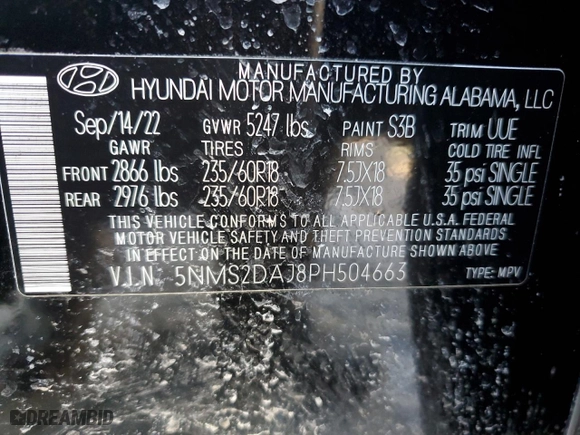 MANUFACTURED BY
HYUNDAI MOTOR MANUFACTURING ALABAMA, LLC
Sep/14/22 GVWR 5247 lbs PAINT S3B TRIM UUE
GAWR TIRES RIMS COLD TIRE INFL
FRONT 2866 lbs 235/60R18 7.5JX18 35 psi SINGLE
REAR 2976 lbs 235/60R18 7.5JX18 35 psi SINGLE
THIS VEHICLE CONFORMS TO ALL APPLICABLE U.S.A. FEDERAL
MOTOR VEHICLE SAFETY AND THEFT PREVENTION STANDARDS
IN EFFECT ON THE DATE OF MANUFACTURE SHOWN ABOVE.
V.I.N. 5NMS2DAJ8PH504663 TYPE: MPV
DREAMBID